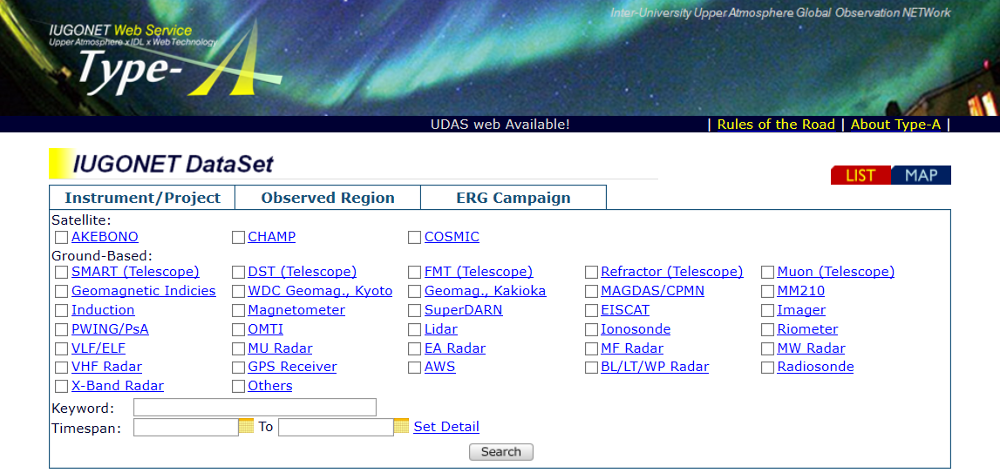 Inter-University Upper Atmosphere Global Observation NETWork
IUGONET Web Service
Upper Atmosphere x IDL x Web Technology
Type-A
UDAS web Available!
| Rules of the Road | About Type-A |
IUGONET DataSet
LIST MAP
Instrument/Project Observed Region ERG Campaign
Satellite:
AKEBONO CHAMP COSMIC
Ground-Based:
SMART (Telescope) DST (Telescope) FMT (Telescope) Refractor (Telescope) Muon (Telescope)
Geomagnetic Indicies WDC Geomag., Kyoto Geomag., Kakioka MAGDAS/CPMN MM210
Induction Magnetometer SuperDARN EISCAT Imager
PWING/PsA OMTI Lidar Ionosonde Riometer
VLF/ELF MU Radar EA Radar MF Radar MW Radar
VHF Radar GPS Receiver AWS BL/LT/WP Radar Radiosonde
X-Band Radar Others
Keyword:
Timespan: To Set Detail
Search